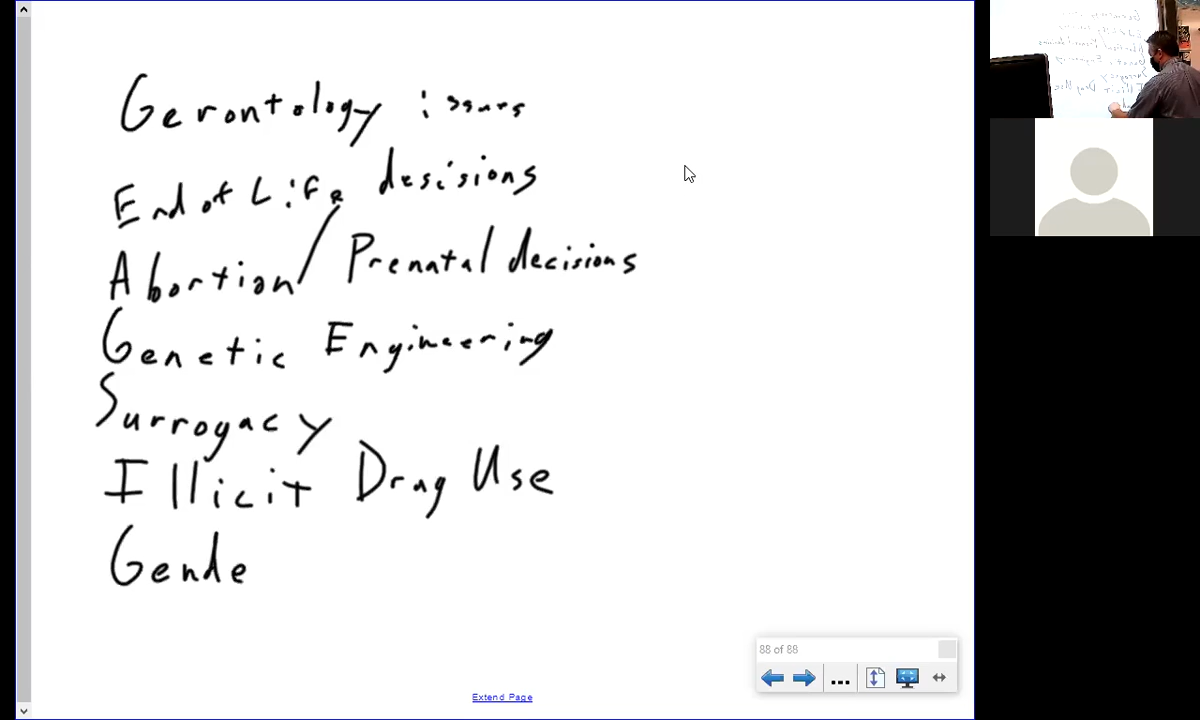 Gerontology issues
End of Life desisions
Abortion/ Prenatal decisions
Genetic Engineering
Surrogacy
Illicit Drug Use
Gende
88 of 88
...
Extend Page